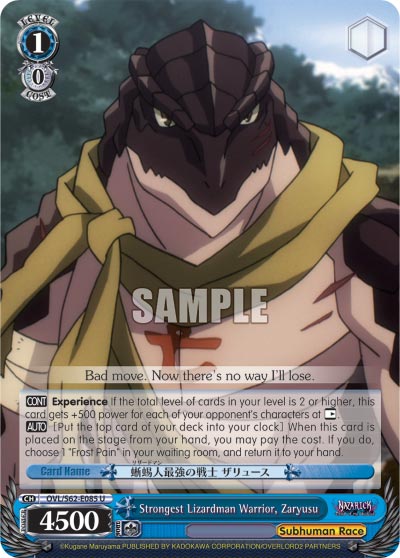 LEVEL
1
0
COST
SAMPLE
Bad move. Now there's no way I'll lose.
CONT Experience If the total level of cards in your level is 2 or higher, this
card gets +500 power for each of your opponent's characters at
AUTO [Put the top card of your deck into your clock] When this card is
placed on the stage from your hand, you may pay the cost. If you do,
choose 1 "Frost Pain" in your waiting room, and return it to your hand.
Card Name
リザードマン
蜥蜴人最強の戦士 ザリュース
CH OVL/S62-E085 U
4500
Strongest Lizardman Warrior, Zaryusu
NAZARICK
Subhuman Race
©Kugane Maruyama,PUBLISHED BY KADOKAWA CORPORATION/OVERLORD2 PARTNERS